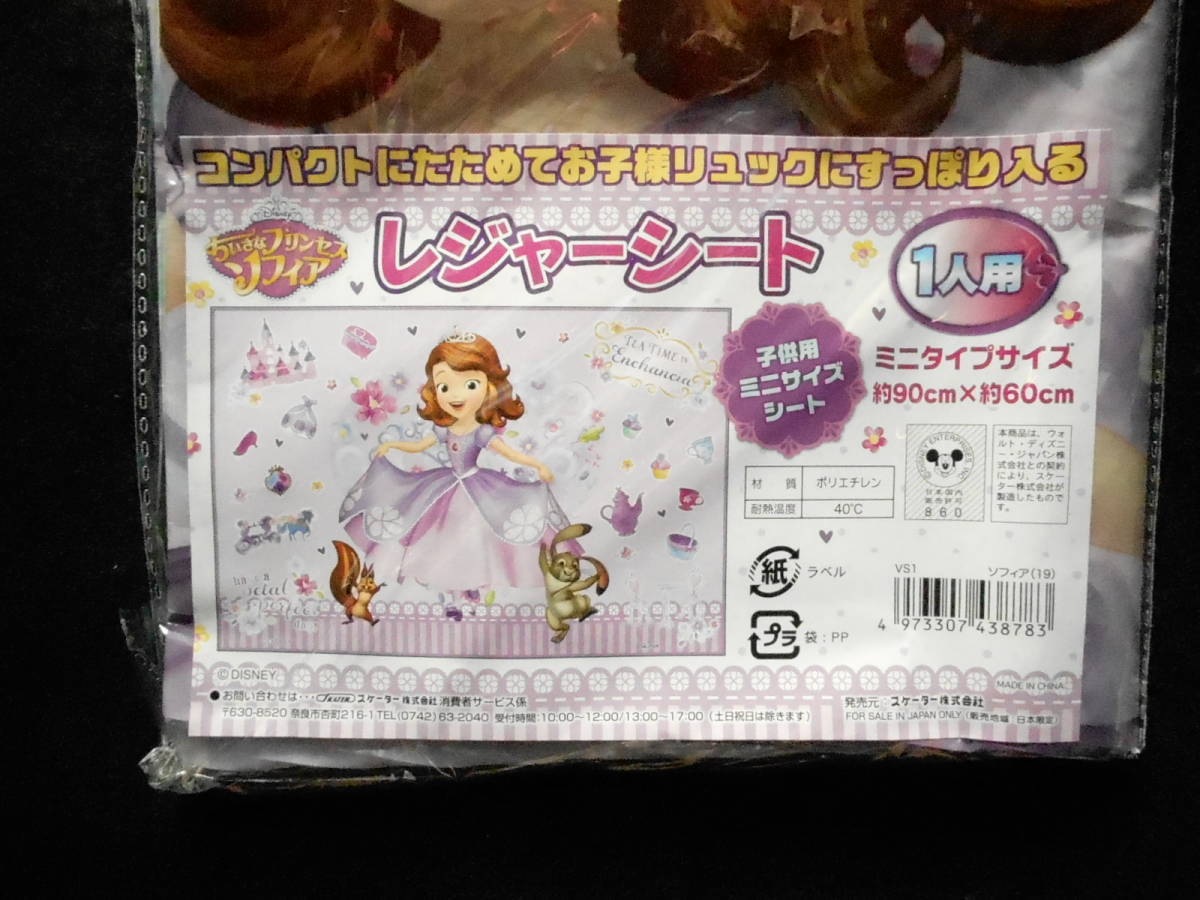 コンパクトにたためてお子様リュックにすっぽり入る
Disney
ちいさなプリンセス
ソフィア
レジャーシート
1人用
TEA TIME IN
Enchancia
子供用
ミニサイズ
シート
ミニタイプサイズ
約90cm×約60cm
材 質 ポリエチレン
耐熱温度 40℃
DISNEY ENTERPRISES, INC
日本国内
販売許可
860
本商品は、ウォ
ルト・ディズニ
ー・ジャパン株
式会社との契約
により、スケー
ター株式会社が
製造したもので
す。
紙 ラベル
プラ 袋:PP
VS1 ソフィア(19)
4 973307 438783
©DISNEY
MADE IN CHINA
●お問い合わせは・・・ スケーター株式会社 消費者サービス係
〒630-8520 奈良市杏町216-1 TEL(0742)63-2040 受付時間:10:00~12:00/13:00~17:00 (土日祝日は除きます)
発売元:スケーター株式会社
FOR SALE IN JAPAN ONLY (販売地域 日本限定)